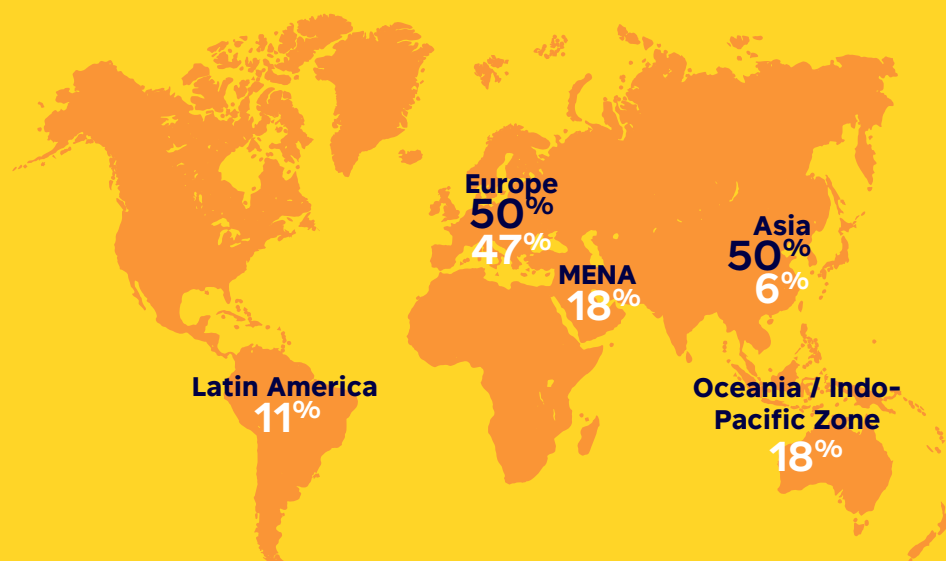 Europe
50%
47%
MENA
18%
Asia
50%
6%
Latin America
11%
Oceania / Indo-
Pacific Zone
18%